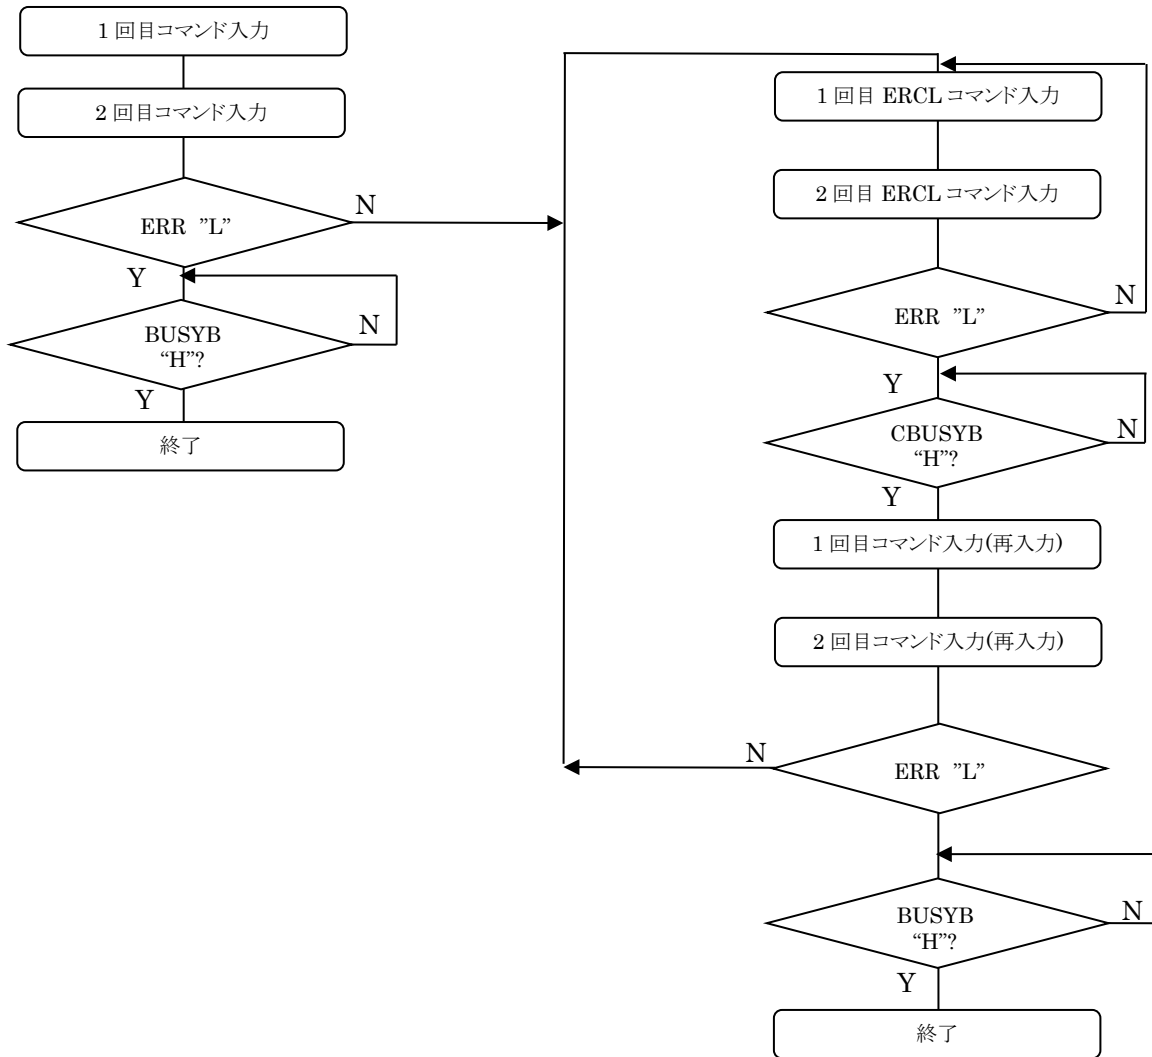 1 回目コマンド入力
2 回目コマンド入力
ERR ”L”
N
Y
BUSYB
“H”?
N
Y
終了
1 回目 ERCL コマンド入力
2 回目 ERCL コマンド入力
ERR ”L”
N
Y
CBUSYB
“H”?
N
Y
1 回目コマンド入力(再入力)
2 回目コマンド入力(再入力)
N
ERR ”L”
BUSYB
“H”?
N
Y
終了